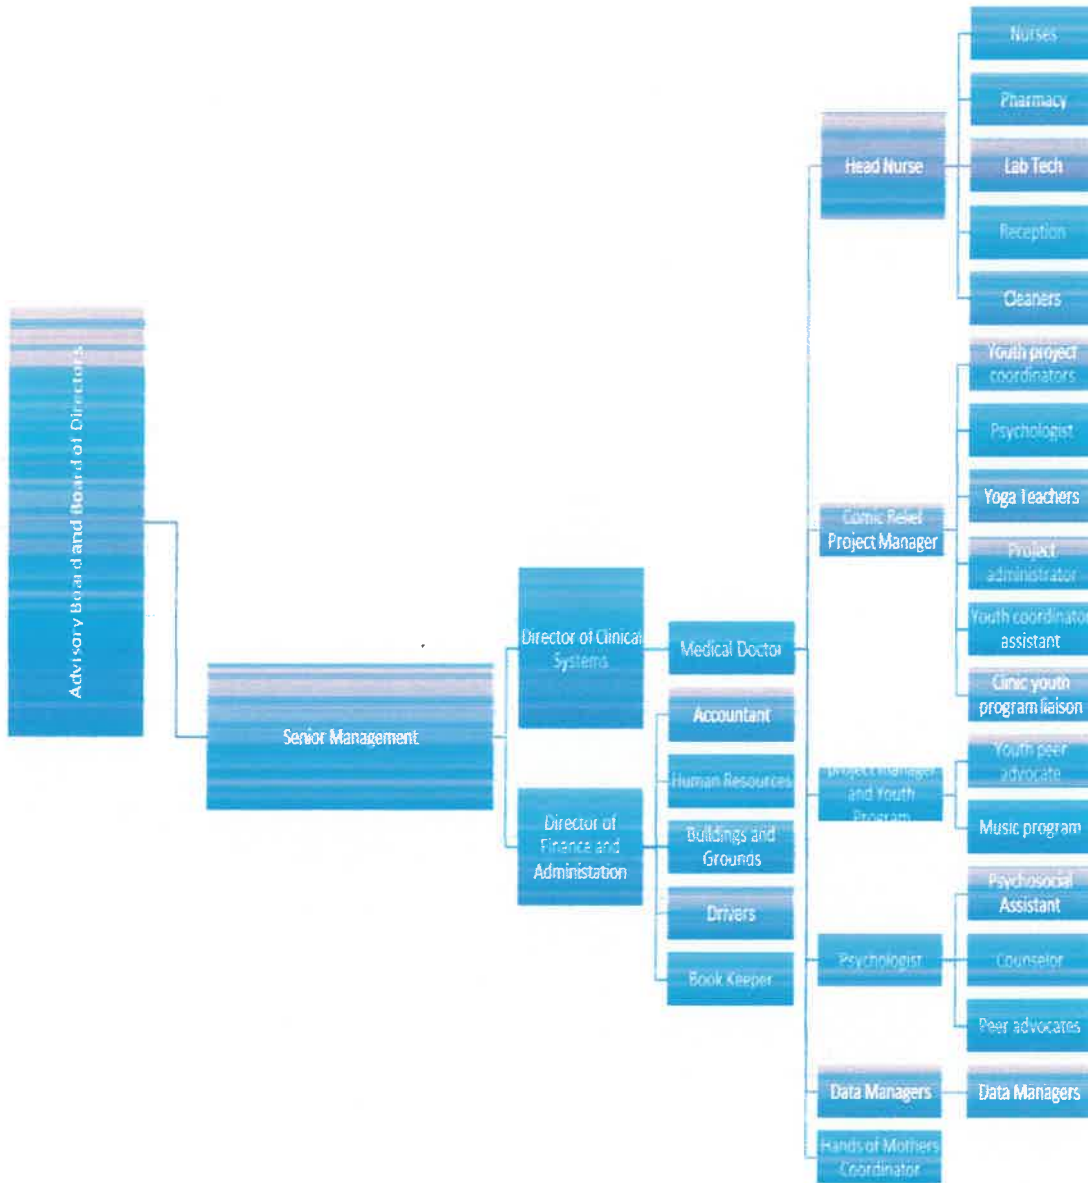 Advisory Board and Board of Directors
Senior Management
Director of Clinical
Systems
Director of
Finance and
Administation
Medical Doctor
Accountant
Human Resources
Buildings and
Grounds
Drivers
Book Keeper
Head Nurse
Comic Relief
Project Manager
project manager
and Youth
Program
Psychologist
Data Managers
Hands of Mothers
Coordinator
Nurses
Pharmacy
Lab Tech
Reception
Cleaners
Youth project
coordinators
Psychologist
Yoga Teachers
Project
administrator
Youth coordinator
assistant
Clinic youth
program liaison
Youth peer
advocate
Music program
Psychosocial
Assistant
Counselor
Peer advocates
Data Managers